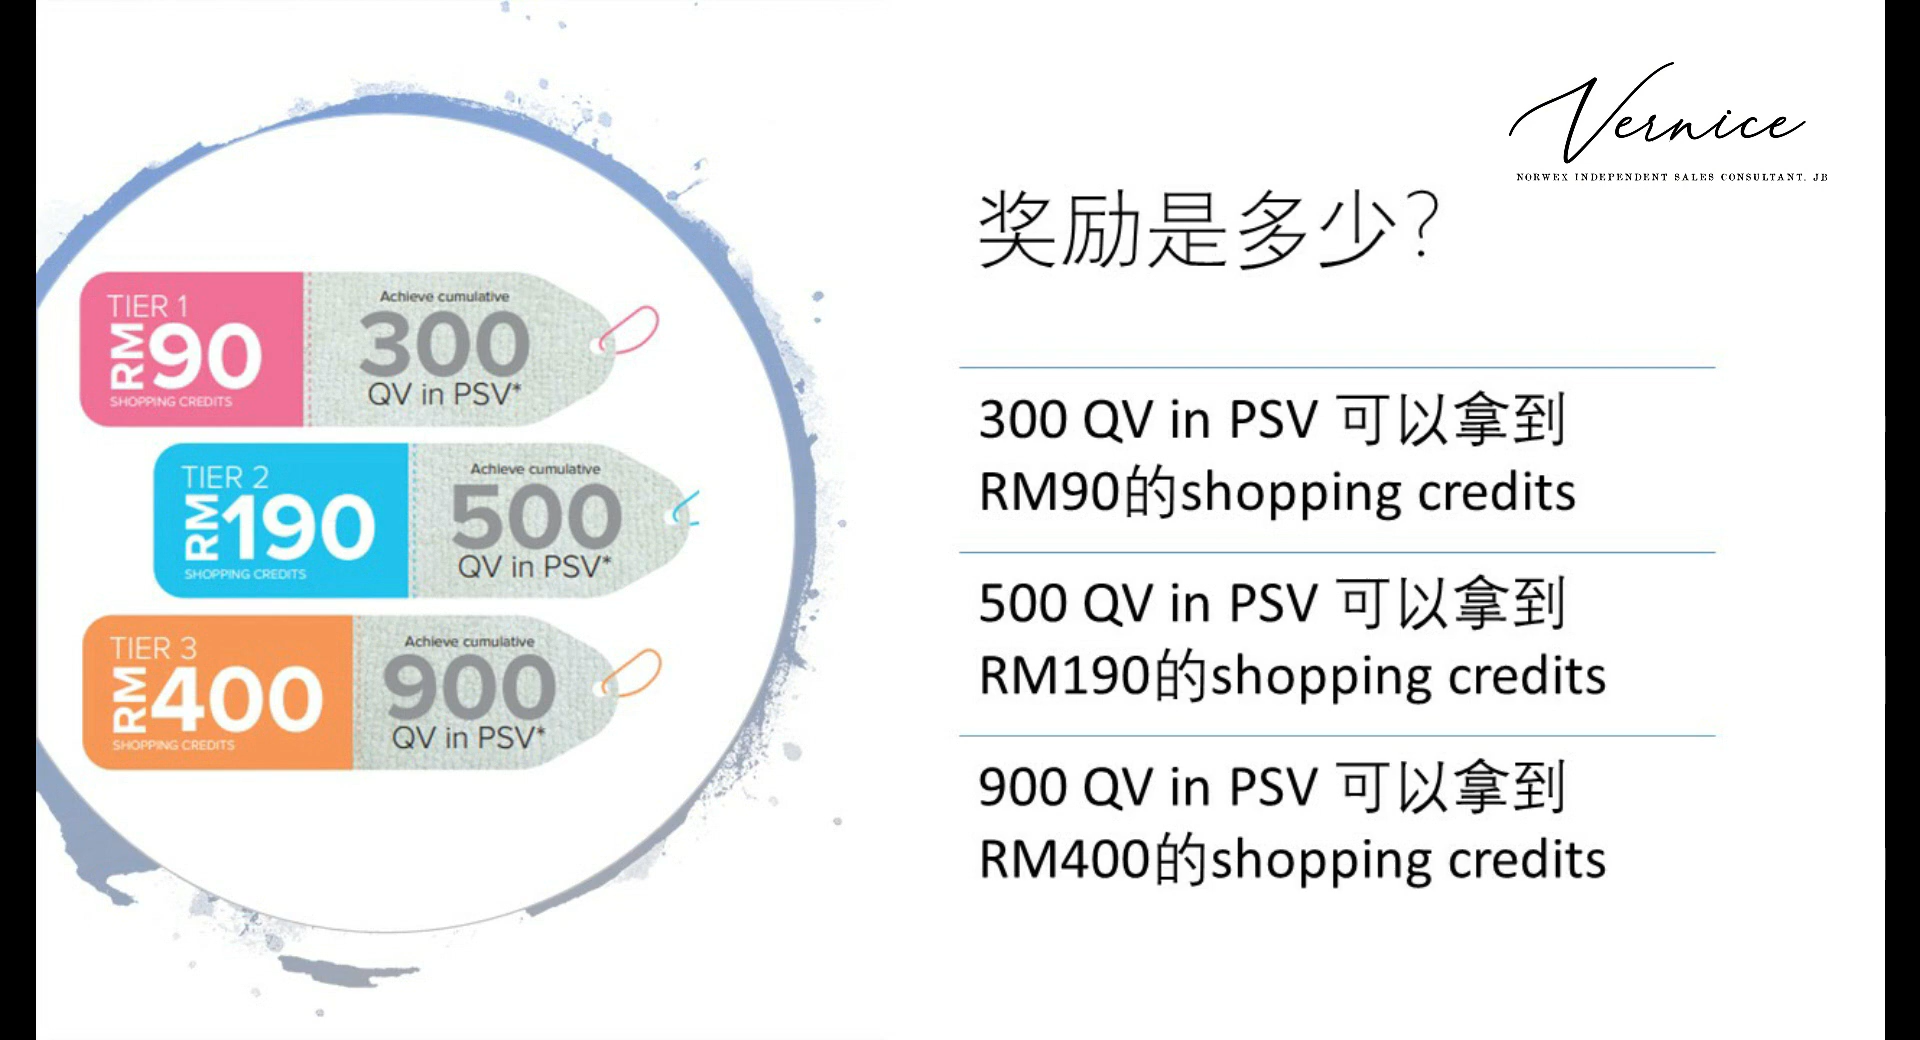 Vernice
NORWEX INDEPENDENT SALES CONSULTANT. JB
奖励是多少?
TIER 1
RM90
SHOPPING CREDITS
Achieve cumulative
300
QV in PSV*
TIER 2
RM190
SHOPPING CREDITS
Achieve cumulative
500
QV in PSV*
TIER 3
RM400
SHOPPING CREDITS
Achieve cumulative
900
QV in PSV*
300 QV in PSV 可以拿到
RM90的shopping credits
500 QV in PSV 可以拿到
RM190的shopping credits
900 QV in PSV 可以拿到
RM400的shopping credits